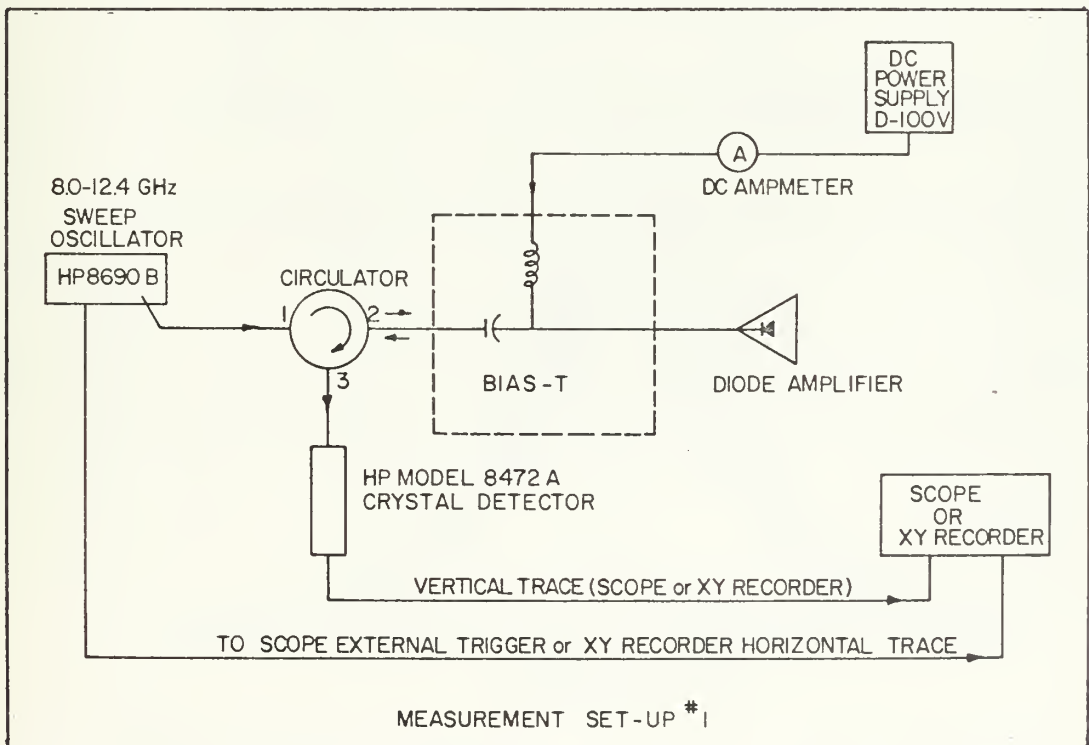 DC
POWER
SUPPLY
D-100V
A
DC AMPMETER
8.0-12.4 GHz
SWEEP
OSCILLATOR
HP8690 B
CIRCULATOR
1
2
3
BIAS-T
DIODE AMPLIFIER
HP MODEL 8472 A
CRYSTAL DETECTOR
SCOPE
OR
XY RECORDER
VERTICAL TRACE (SCOPE or XY RECORDER)
TO SCOPE EXTERNAL TRIGGER or XY RECORDER HORIZONTAL TRACE
MEASUREMENT SET-UP #1